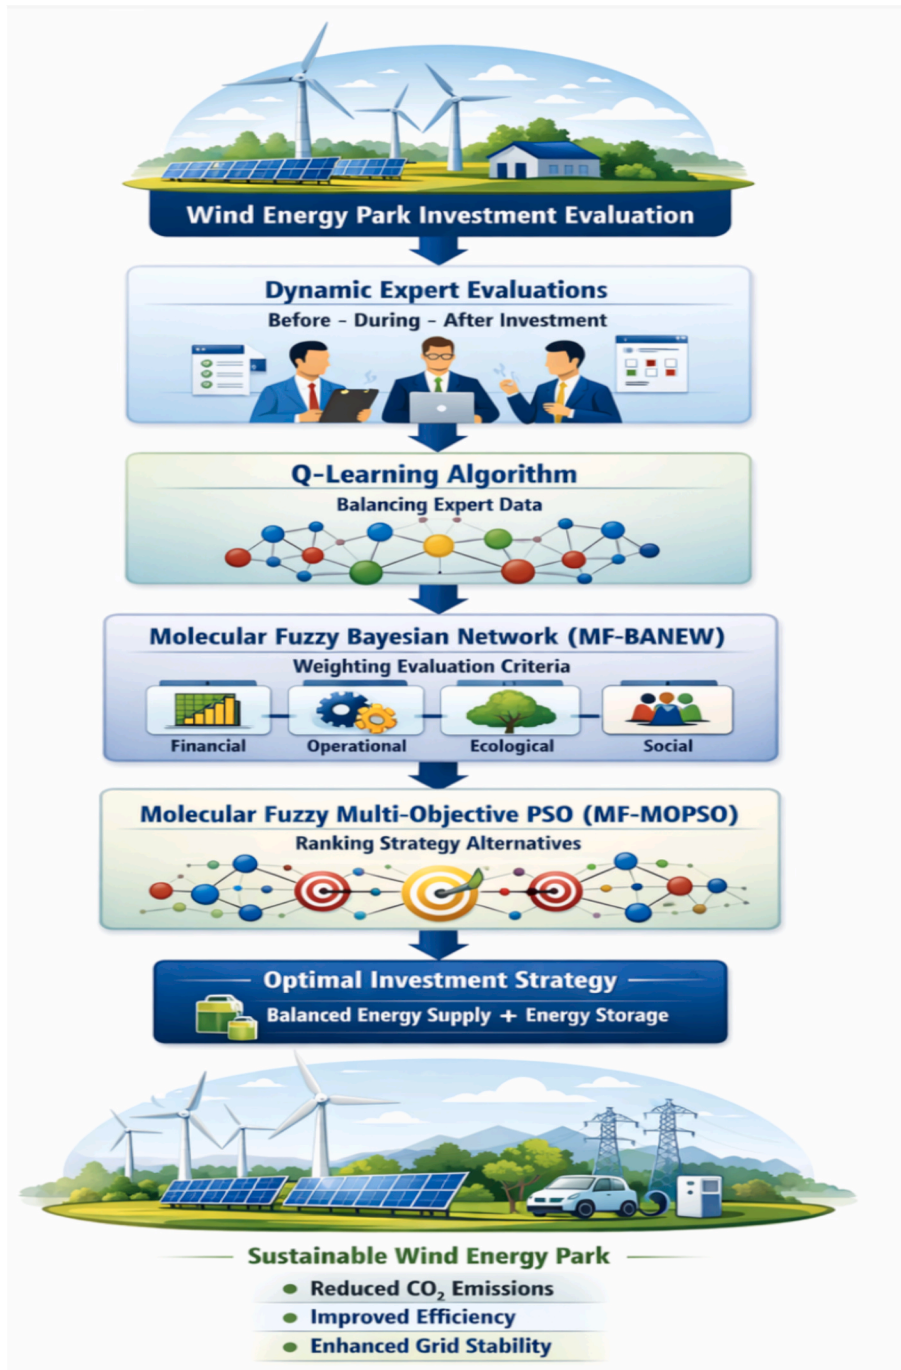 Wind Energy Park Investment Evaluation
Dynamic Expert Evaluations
Before – During – After Investment
Q-Learning Algorithm
Balancing Expert Data
Molecular Fuzzy Bayesian Network (MF-BANEW)
Weighting Evaluation Criteria
Financial Operational Ecological Social
Molecular Fuzzy Multi-Objective PSO (MF-MOPSO)
Ranking Strategy Alternatives
Optimal Investment Strategy
Balanced Energy Supply + Energy Storage
Sustainable Wind Energy Park
Reduced CO₂ Emissions
Improved Efficiency
Enhanced Grid Stability